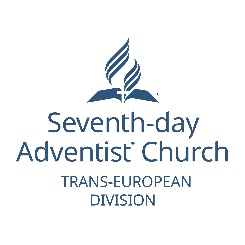 Seventh-day
Adventist® Church
TRANS-EUROPEAN
DIVISION